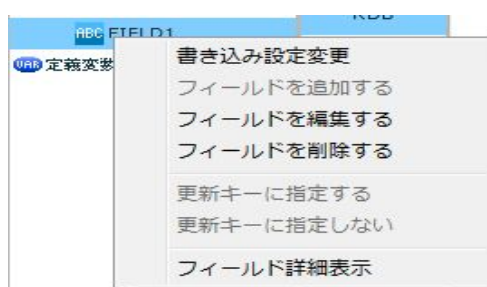 ABC FIELD1
VAR 定義変数
書き込み設定変更
フィールドを追加する
フィールドを編集する
フィールドを削除する
更新キーに指定する
更新キーに指定しない
フィールド詳細表示